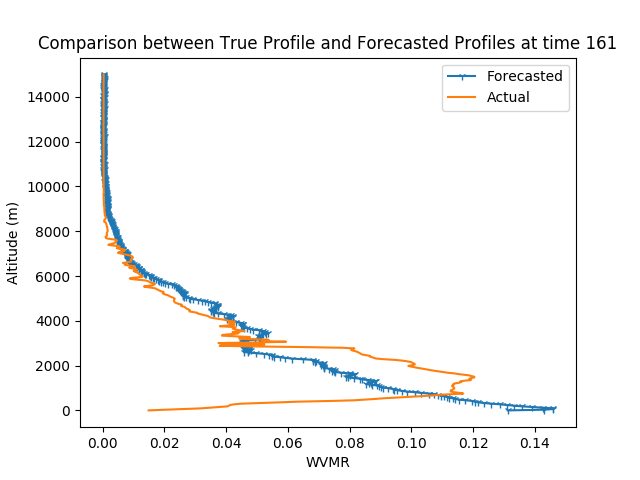 Comparison between True Profile and Forecasted Profiles at time 161
Forecasted
Actual
14000
12000
10000
8000
6000
4000
2000
0
Altitude (m)
0.00 0.02 0.04 0.06 0.08 0.10 0.12 0.14
WVMR